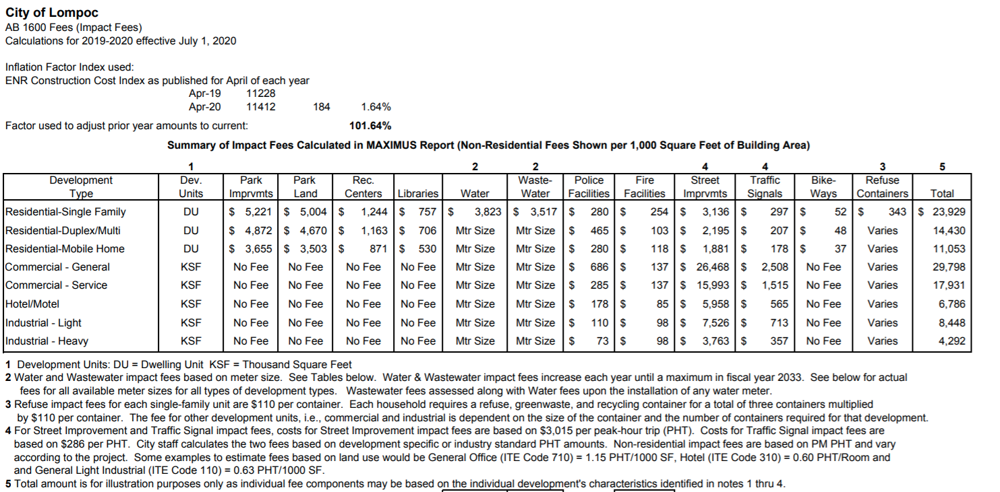 City of Lompoc
AB 1600 Fees (Impact Fees)
Calculations for 2019-2020 effective July 1, 2020
Inflation Factor Index used:
ENR Construction Cost Index as published for April of each year
Apr-19 11228
Apr-20 11412 184 1.64%
Factor used to adjust prior year amounts to current: 101.64%
Summary of Impact Fees Calculated in MAXIMUS Report (Non-Residential Fees Shown per 1,000 Square Feet of Building Area)
1 2 2 4 4 3 5
Development Dev. Park Park Rec. Waste- Police Fire Street Traffic Bike- Refuse
Type Units Imprvmts Land Centers Libraries Water Water Facilities Facilities Imprvmts Signals Ways Containers Total
Residential-Single Family DU $ 5,221 $ 5,004 $ 1,244 $ 757 $ 3,823 $ 3,517 $ 280 $ 254 $ 3,136 $ 297 $ 52 $ 343 $ 23,929
Residential-Duplex/Multi DU $ 4,872 $ 4,670 $ 1,163 $ 706 Mtr Size Mtr Size $ 465 $ 103 $ 2,195 $ 207 $ 48 Varies 14,430
Residential-Mobile Home DU $ 3,655 $ 3,503 $ 871 $ 530 Mtr Size Mtr Size $ 280 $ 118 $ 1,881 $ 178 $ 37 Varies 11,053
Commercial - General KSF No Fee No Fee No Fee No Fee Mtr Size Mtr Size $ 686 $ 137 $ 26,468 $ 2,508 No Fee Varies 29,798
Commercial - Service KSF No Fee No Fee No Fee No Fee Mtr Size Mtr Size $ 285 $ 137 $ 15,993 $ 1,515 No Fee Varies 17,931
Hotel/Motel KSF No Fee No Fee No Fee No Fee Mtr Size Mtr Size $ 178 $ 85 $ 5,958 $ 565 No Fee Varies 6,786
Industrial - Light KSF No Fee No Fee No Fee No Fee Mtr Size Mtr Size $ 110 $ 98 $ 7,526 $ 713 No Fee Varies 8,448
Industrial - Heavy KSF No Fee No Fee No Fee No Fee Mtr Size Mtr Size $ 73 $ 98 $ 3,763 $ 357 No Fee Varies 4,292
1 Development Units: DU = Dwelling Unit KSF = Thousand Square Feet
2 Water and Wastewater impact fees based on meter size. See Tables below. Water & Wastewater impact fees increase each year until a maximum in fiscal year 2033. See below for actual
fees for all available meter sizes for all types of development types. Wastewater fees assessed along with Water fees upon the installation of any water meter.
3 Refuse impact fees for each single-family unit are $110 per container. Each household requires a refuse, greenwaste, and recycling container for a total of three containers multiplied
by $110 per container. The fee for other development units, i.e., commercial and industrial is dependent on the size of the container and the number of containers required for that development.
4 For Street Improvement and Traffic Signal impact fees, costs for Street Improvement impact fees are based on $3,015 per peak-hour trip (PHT). Costs for Traffic Signal impact fees are
based on $286 per PHT. City staff calculates the two fees based on development specific or industry standard PHT amounts. Non-residential impact fees are based on PM PHT and vary
according to the project. Some examples to estimate fees based on land use would be General Office (ITE Code 710) = 1.15 PHT/1000 SF, Hotel (ITE Code 310) = 0.60 PHT/Room and
and General Light Industrial (ITE Code 110) = 0.63 PHT/1000 SF.
5 Total amount is for illustration purposes only as individual fee components may be based on the individual development's characteristics identified in notes 1 thru 4.